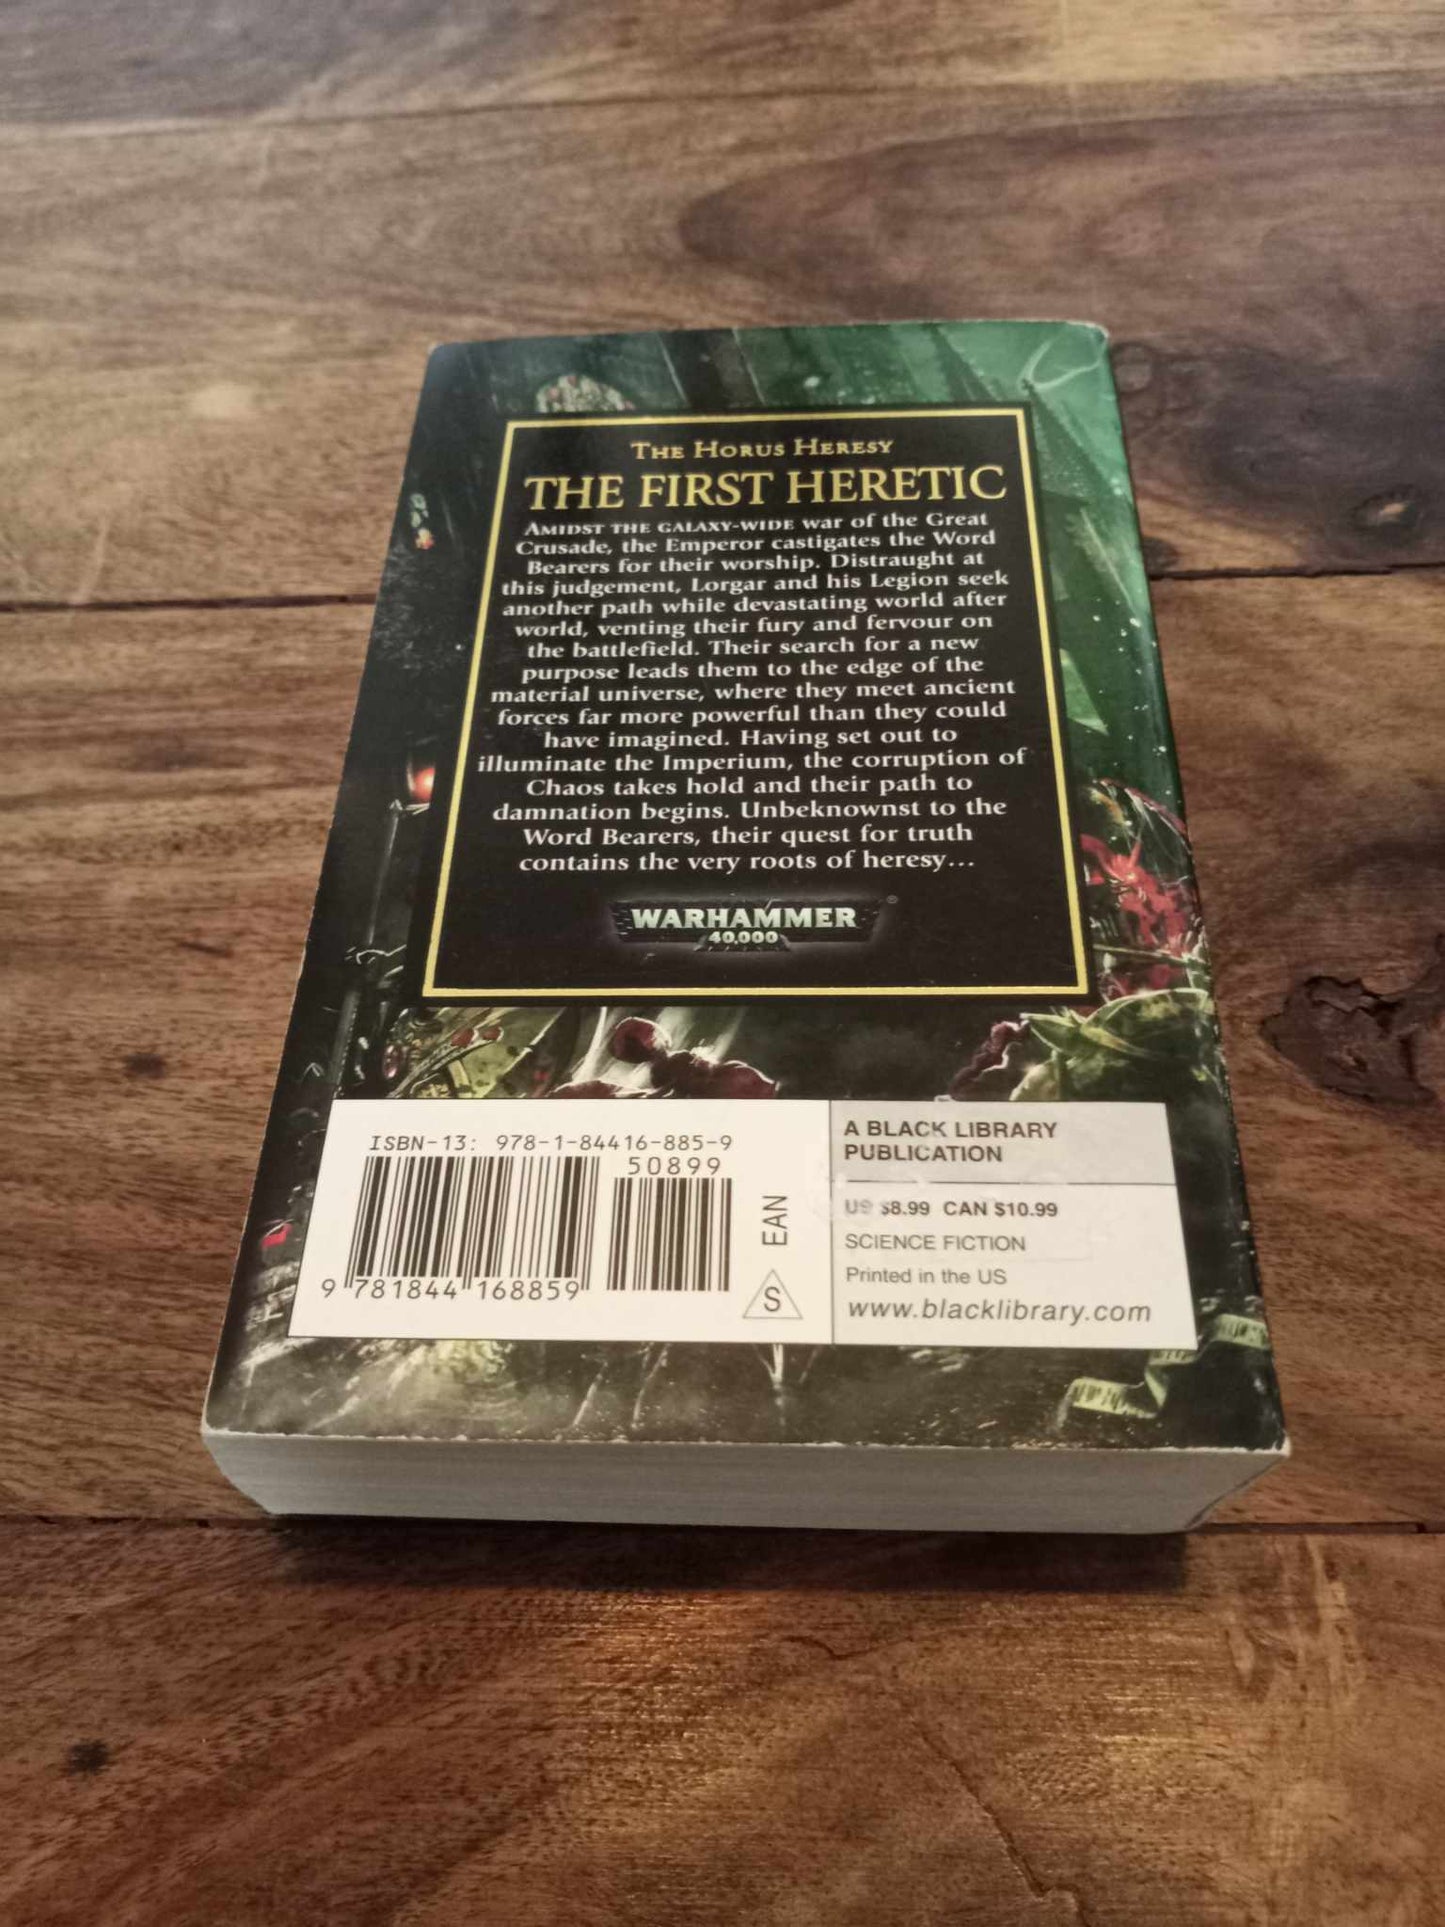 THE HORUS HERESY
THE FIRST HERETIC
AMIDST THE GALAXY-WIDE war of the Great
Crusade, the Emperor castigates the Word
Bearers for their worship. Distraught at
this judgement, Lorgar and his Legion seek
another path while devastating world after
world, venting their fury and fervour on
the battlefield. Their search for a new
purpose leads them to the edge of the
material universe, where they meet ancient
forces far more powerful than they could
have imagined. Having set out to
illuminate the Imperium, the corruption of
Chaos takes hold and their path to
damnation begins. Unbeknownst to the
Word Bearers, their quest for truth
contains the very roots of heresy...
WARHAMMER®
40,000
ISBN-13: 978-1-84416-885-9
50899
9 781844 168859
EAN
S
A BLACK LIBRARY
PUBLICATION
US $8.99 CAN $10.99
SCIENCE FICTION
Printed in the US
www.blacklibrary.com